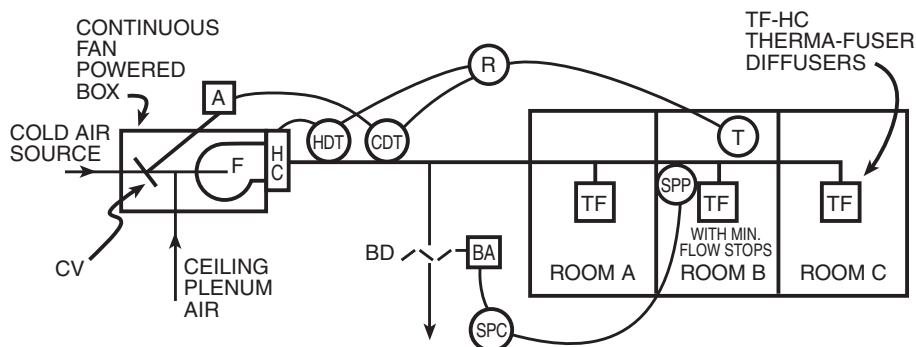 CONTINUOUS
FAN
POWERED
BOX
COLD AIR
SOURCE
A
F
H
C
HDT
CDT
R
T
TF-HC
THERMA-FUSER
DIFFUSERS
TF
SPP
TF
TF
WITH MIN.
FLOW STOPS
ROOM A
ROOM B
ROOM C
CV
CEILING
PLENUM
AIR
BD
BA
SPC